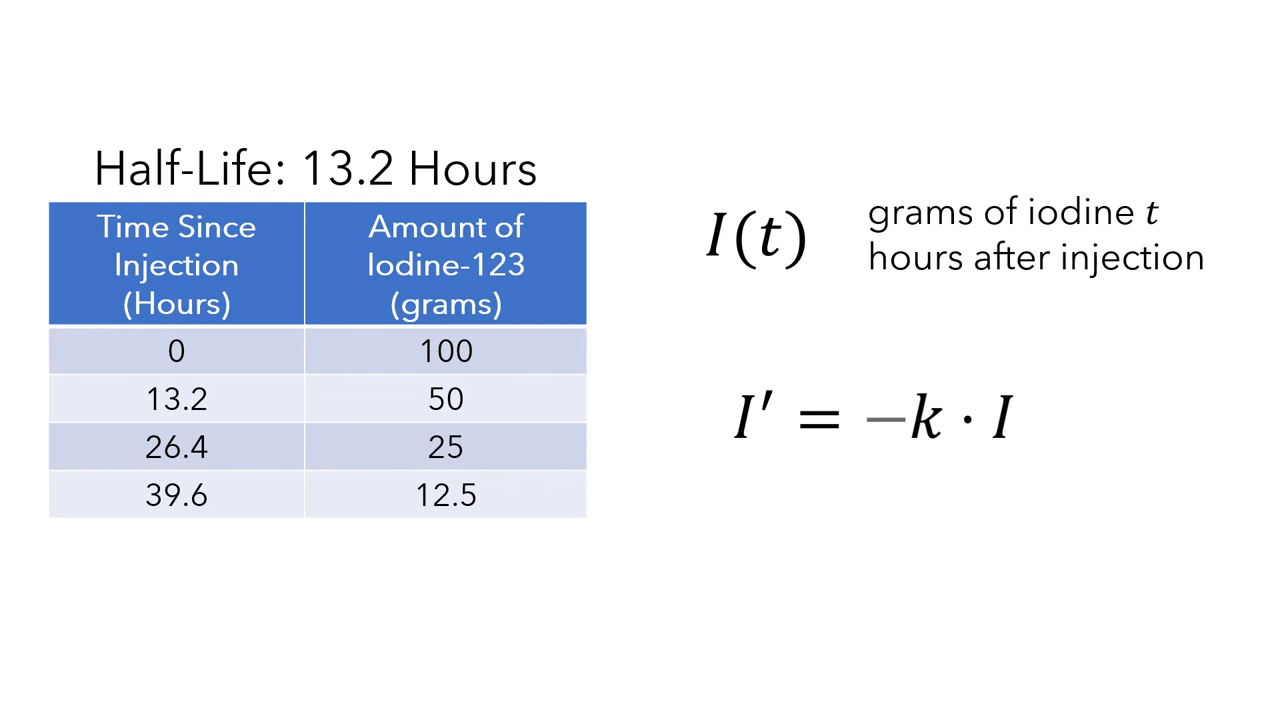 Half-Life: 13.2 Hours
Time Since Injection (Hours) Amount of Iodine-123 (grams)
0 100
13.2 50
26.4 25
39.6 12.5
I(t) grams of iodine t
hours after injection
I′ = −k · I